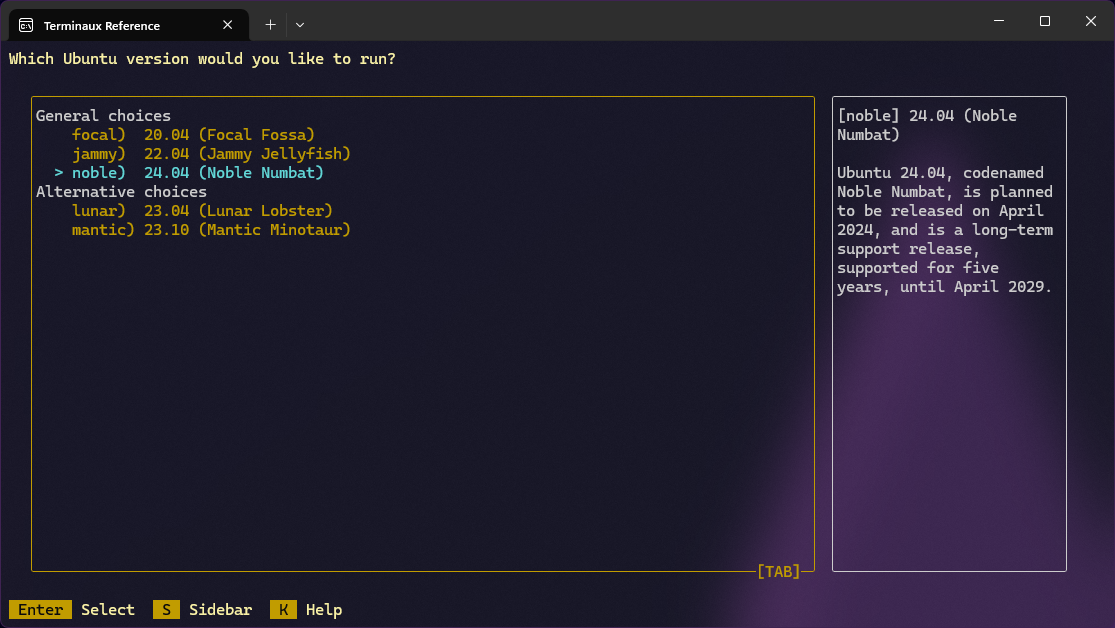 Terminaux Reference
Which Ubuntu version would you like to run?
General choices
focal) 20.04 (Focal Fossa)
jammy) 22.04 (Jammy Jellyfish)
> noble) 24.04 (Noble Numbat)
Alternative choices
lunar) 23.04 (Lunar Lobster)
mantic) 23.10 (Mantic Minotaur)
[TAB]
[noble] 24.04 (Noble
Numbat)
Ubuntu 24.04, codenamed
Noble Numbat, is planned
to be released on April
2024, and is a long-term
support release,
supported for five
years, until April 2029.
Enter Select S Sidebar K Help